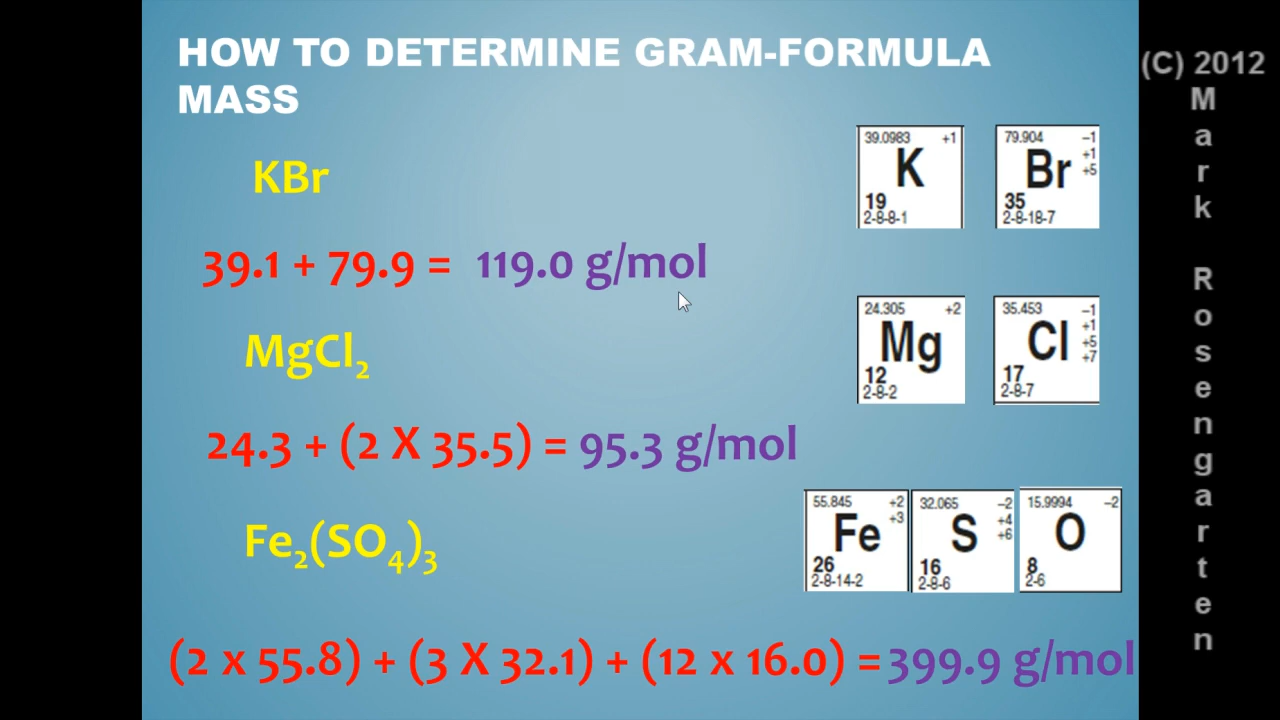 HOW TO DETERMINE GRAM-FORMULA
MASS
KBr
39.1 + 79.9 = 119.0 g/mol
MgCl₂
24.3 + (2 X 35.5) = 95.3 g/mol
Fe₂(SO₄)₃
(2 x 55.8) + (3 X 32.1) + (12 x 16.0) = 399.9 g/mol
39.0983 +1
K
19
2-8-8-1
79.904 –1
+1
+5
Br
35
2-8-18-7
24.305 +2
Mg
12
2-8-2
35.453 –1
+1
+5
+7
Cl
17
2-8-7
55.845 +2
+3
Fe
26
2-8-14-2
32.065 –2
+4
+6
S
16
2-8-6
15.9994 –2
O
8
2-6
(C) 2012
Mark Rosengarten